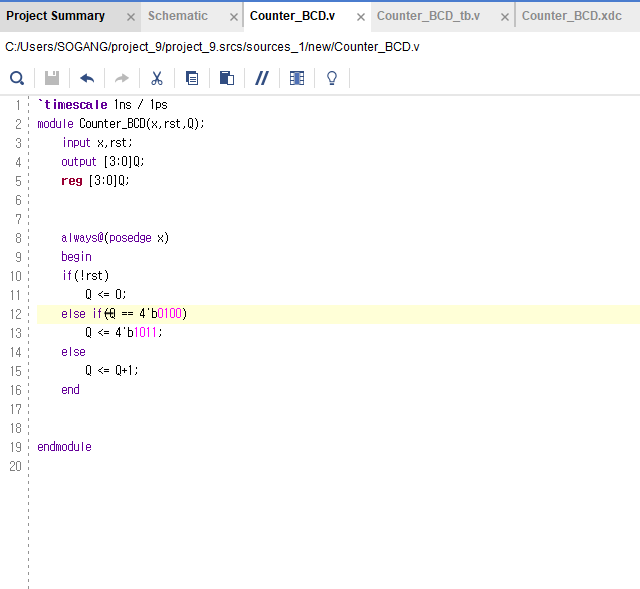 Project Summary × Schematic × Counter_BCD.v × Counter_BCD_tb.v × Counter_BCD.xdc
C:/Users/SOGANG/project_9/project_9.srcs/sources_1/new/Counter_BCD.v
1 `timescale 1ns / 1ps
2 module Counter_BCD(x,rst,Q);
3 input x,rst;
4 output [3:0]Q;
5 reg [3:0]Q;
6
7
8 always@(posedge x)
9 begin
10 if(!rst)
11 Q <= 0;
12 else if(Q == 4'b0100)
13 Q <= 4'b1011;
14 else
15 Q <= Q+1;
16 end
17
18
19 endmodule
20